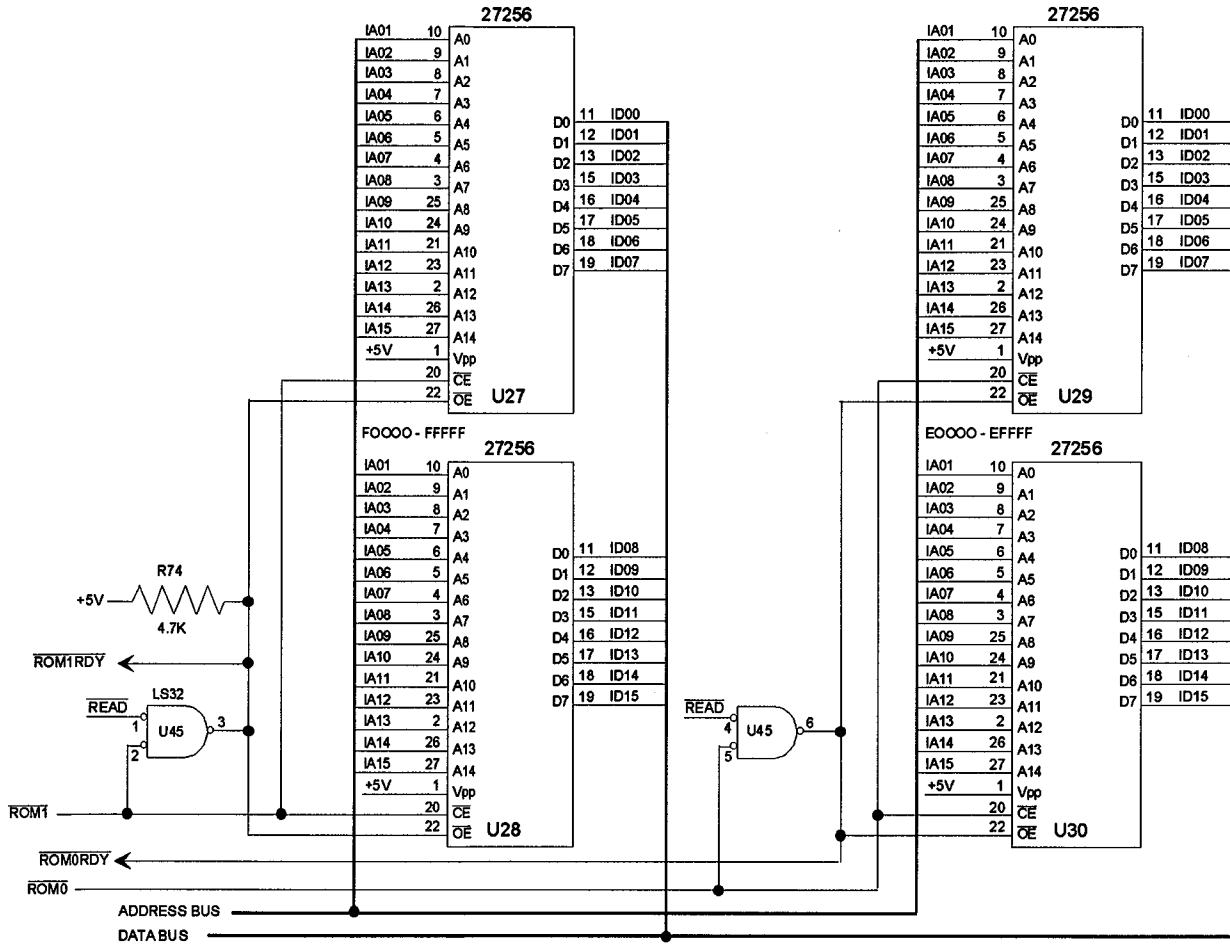 27256
IA01 10 A0
IA02 9 A1
IA03 8 A2
IA04 7 A3
IA05 6 A4
IA06 5 A5
IA07 4 A6
IA08 3 A7
IA09 25 A8
IA10 24 A9
IA11 21 A10
IA12 23 A11
IA13 2 A12
IA14 26 A13
IA15 27 A14
+5V 1 Vpp
20 CE
22 OE
D0 11 ID00
D1 12 ID01
D2 13 ID02
D3 15 ID03
D4 16 ID04
D5 17 ID05
D6 18 ID06
D7 19 ID07
U27
F0000 - FFFFF
27256
IA01 10 A0
IA02 9 A1
IA03 8 A2
IA04 7 A3
IA05 6 A4
IA06 5 A5
IA07 4 A6
IA08 3 A7
IA09 25 A8
IA10 24 A9
IA11 21 A10
IA12 23 A11
IA13 2 A12
IA14 26 A13
IA15 27 A14
+5V 1 Vpp
20 CE
22 OE
D0 11 ID08
D1 12 ID09
D2 13 ID10
D3 15 ID11
D4 16 ID12
D5 17 ID13
D6 18 ID14
D7 19 ID15
U28
27256
IA01 10 A0
IA02 9 A1
IA03 8 A2
IA04 7 A3
IA05 6 A4
IA06 5 A5
IA07 4 A6
IA08 3 A7
IA09 25 A8
IA10 24 A9
IA11 21 A10
IA12 23 A11
IA13 2 A12
IA14 26 A13
IA15 27 A14
+5V 1 Vpp
20 CE
22 OE
D0 11 ID00
D1 12 ID01
D2 13 ID02
D3 15 ID03
D4 16 ID04
D5 17 ID05
D6 18 ID06
D7 19 ID07
U29
E0000 - EFFFF
27256
IA01 10 A0
IA02 9 A1
IA03 8 A2
IA04 7 A3
IA05 6 A4
IA06 5 A5
IA07 4 A6
IA08 3 A7
IA09 25 A8
IA10 24 A9
IA11 21 A10
IA12 23 A11
IA13 2 A12
IA14 26 A13
IA15 27 A14
+5V 1 Vpp
20 CE
22 OE
D0 11 ID08
D1 12 ID09
D2 13 ID10
D3 15 ID11
D4 16 ID12
D5 17 ID13
D6 18 ID14
D7 19 ID15
U30
R74
+5V
4.7K
ROM1RDY
LS32
READ
1
2
U45
3
READ
4
5
U45
6
ROM1
ROM0RDY
ROM0
ADDRESS BUS
DATA BUS